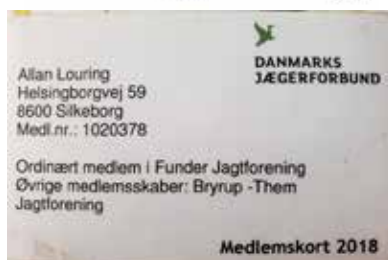 DANMARKS
JÆGERFORBUND
Allan Louring
Helsingborgvej 59
8600 Silkeborg
Medl.nr.: 1020378
Ordinært medlem i Funder Jagtforening
Øvrige medlemsskaber: Bryrup -Them
Jagtforening
Medlemskort 2018